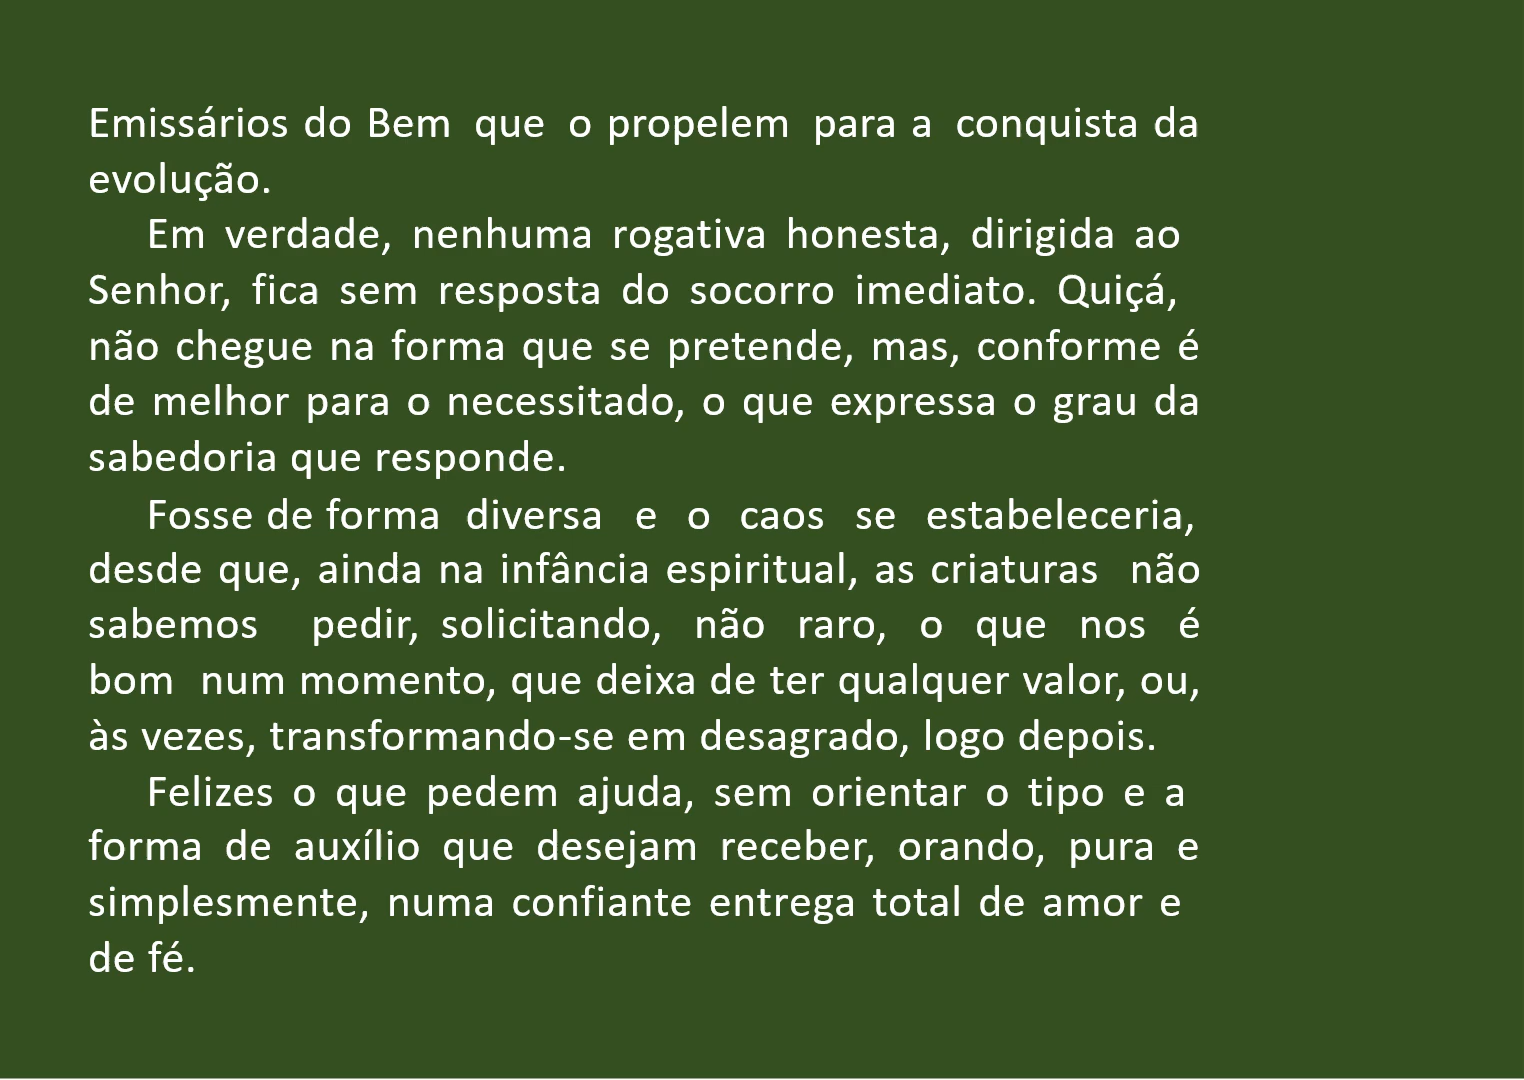 Emissários do Bem que o propelem para a conquista da
evolução.
Em verdade, nenhuma rogativa honesta, dirigida ao
Senhor, fica sem resposta do socorro imediato. Quiçá,
não chegue na forma que se pretende, mas, conforme é
de melhor para o necessitado, o que expressa o grau da
sabedoria que responde.
Fosse de forma diversa e o caos se estabeleceria,
desde que, ainda na infância espiritual, as criaturas não
sabemos pedir, solicitando, não raro, o que nos é
bom num momento, que deixa de ter qualquer valor, ou,
às vezes, transformando-se em desagrado, logo depois.
Felizes o que pedem ajuda, sem orientar o tipo e a
forma de auxílio que desejam receber, orando, pura e
simplesmente, numa confiante entrega total de amor e
de fé.